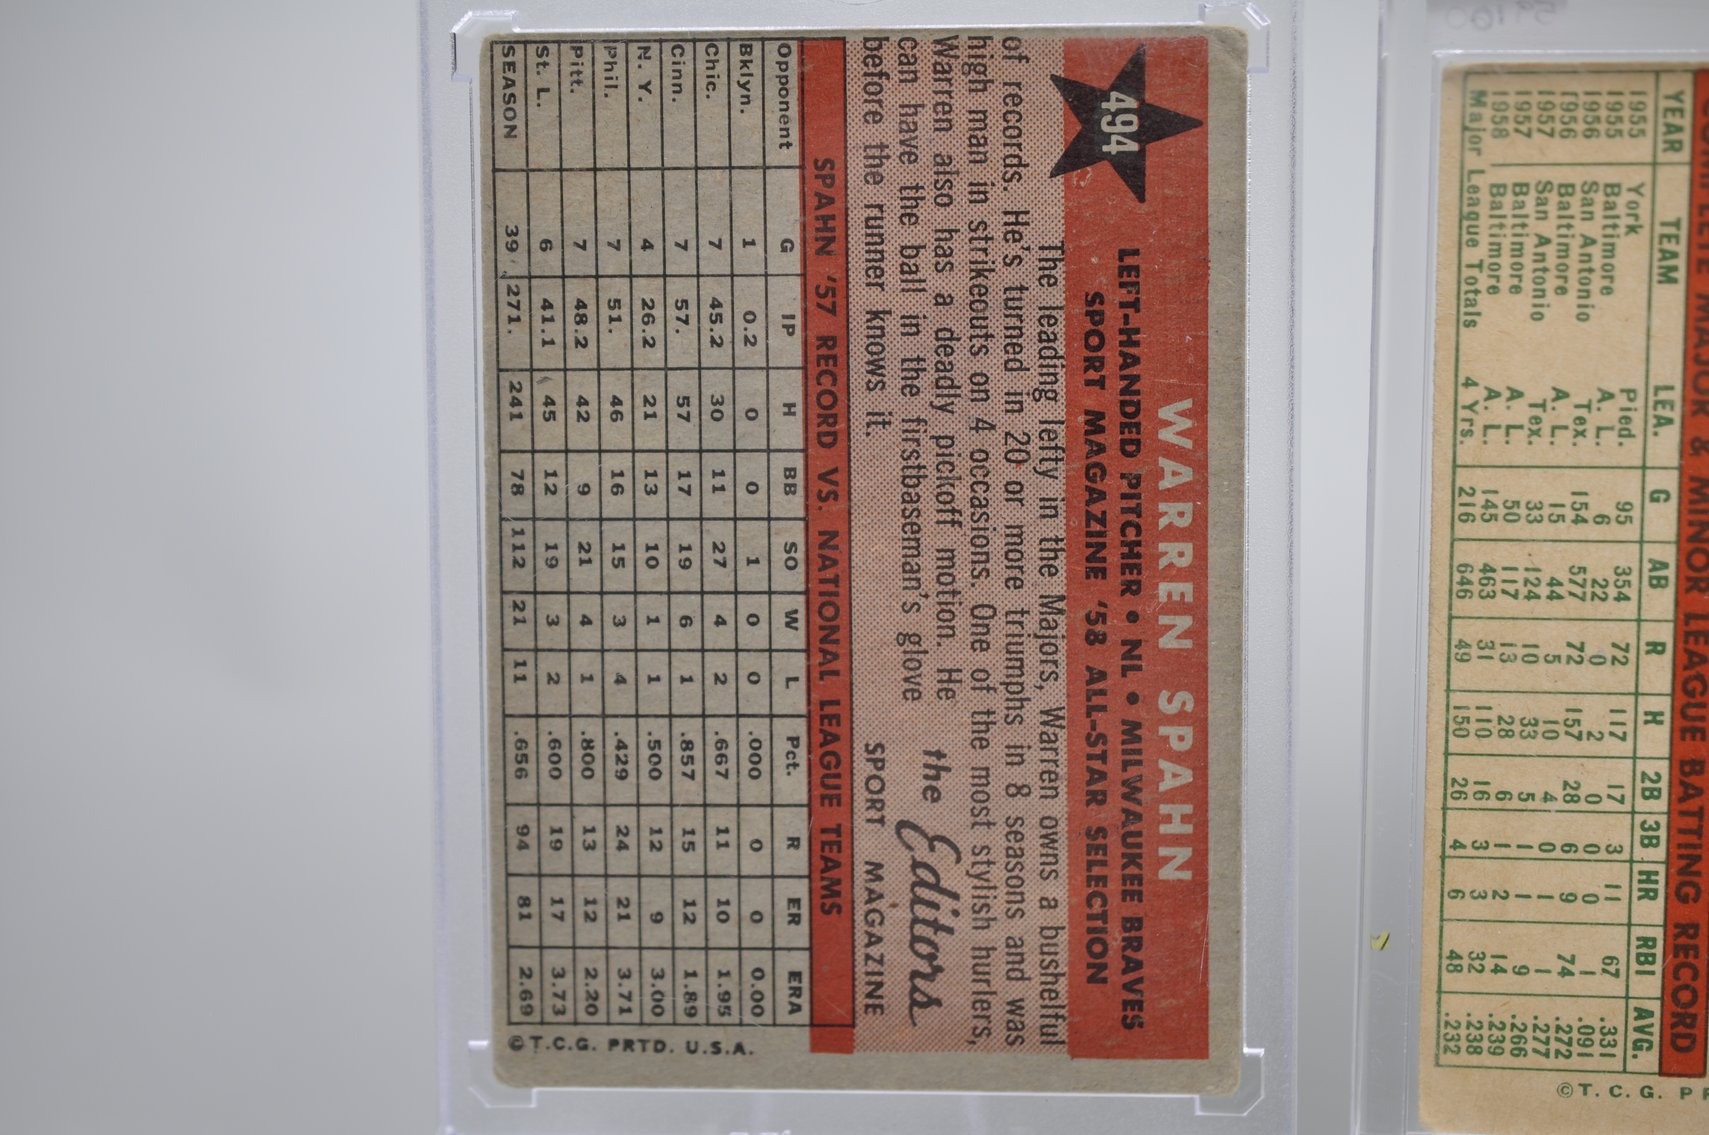 494
WARREN SPAHN
LEFT-HANDED PITCHER • NL • MILWAUKEE BRAVES
SPORT MAGAZINE '58 ALL-STAR SELECTION
The leading lefty in the Majors, Warren owns a bushelful
of records. He's turned in 20 or more triumphs in 8 seasons and was
high man in strikeouts on 4 occasions. One of the most stylish hurlers,
Warren also has a deadly pickoff motion. He
can have the ball in the firstbaseman's glove
before the runner knows it.
the Editors
SPORT MAGAZINE
SPAHN '57 RECORD VS. NATIONAL LEAGUE TEAMS
Opponent G IP H BB SO W L Pct. R ER ERA
Bklyn. 1 0.2 0 0 1 0 0 .000 0 0 0.00
Chic. 7 45.2 30 11 27 4 2 .667 11 10 1.95
Cinn. 7 57. 57 17 19 6 1 .857 15 12 1.89
N. Y. 4 26.2 21 13 10 1 1 .500 12 9 3.00
Phil. 7 51. 46 16 15 3 4 .429 24 21 3.71
Pitt. 7 48.2 42 9 21 4 1 .800 13 12 2.20
St. L. 6 41.1 45 12 19 3 2 .600 19 17 3.73
SEASON 39 271. 241 78 112 21 11 .656 94 81 2.69
© T.C.G. PRTD. U.S.A.
COMPLETE MAJOR & MINOR LEAGUE BATTING RECORD
YEAR TEAM LEA. G AB R H 2B 3B HR RBI AVG.
1955 York Pied. 95 354 72 117 17 3 11 67 .331
1955 Baltimore A. L. 6 22 0 2 0 0 0 1 .091
1956 San Antonio Tex. 154 577 72 157 28 6 9 74 .272
1956 Baltimore A. L. 15 44 5 10 4 0 1 1 .277
1957 San Antonio Tex. 33 124 10 33 5 1 1 9 .266
1957 Baltimore A. L. 50 117 13 28 6 1 2 14 .239
1958 Baltimore A. L. 145 463 31 110 16 3 3 32 .238
Major League Totals 4 Yrs. 216 646 49 150 26 4 6 48 .232
© T. C. G.